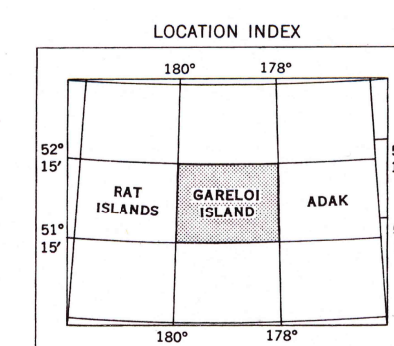 LOCATION INDEX
180° 178°
52°
15′
RAT
ISLANDS
GARELOI
ISLAND
ADAK
51°
15′
180° 178°